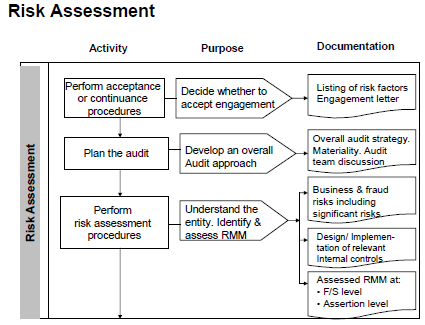 Risk Assessment
Activity
Purpose
Documentation
Risk Assessment
Perform acceptance
or continuance
procedures
Decide whether to
accept engagement
Listing of risk factors
Engagement letter
Plan the audit
Develop an overall
Audit approach
Overall audit strategy.
Materiality. Audit
team discussion
Perform
risk assessment
procedures
Understand the
entity. Identify &
assess RMM
Business & fraud
risks including
significant risks
Design/ Implemen-
tation of relevant
Internal controls
Assessed RMM at:
• F/S level
• Assertion level